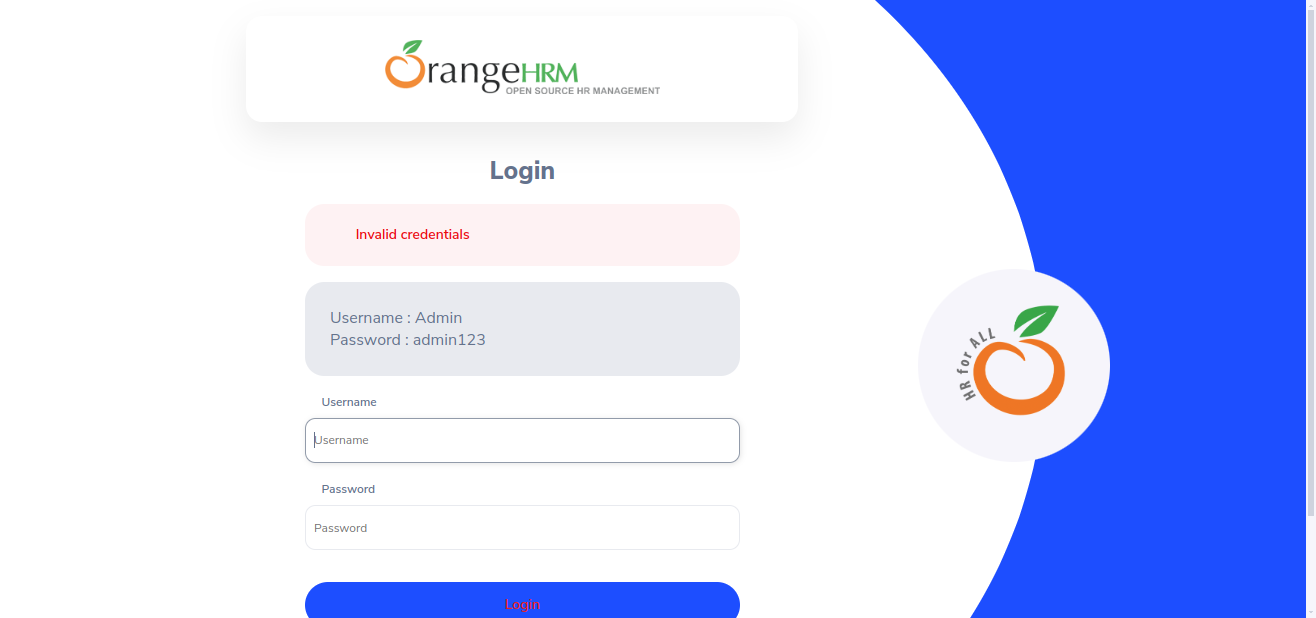 rangeHRM
OPEN SOURCE HR MANAGEMENT
Login
Invalid credentials
Username : Admin
Password : admin123
Username
Username
Password
Password
Login
HR for ALL